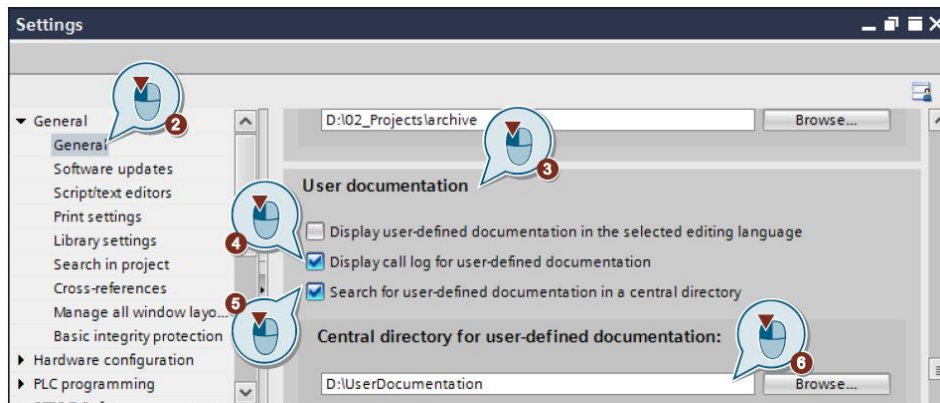 Settings
General
General
Software updates
Script/text editors
Print settings
Library settings
Search in project
Cross-references
Manage all window layo...
Basic integrity protection
Hardware configuration
PLC programming
2
D:\02_Projects\archive
Browse...
3
User documentation
Display user-defined documentation in the selected editing language
4
Display call log for user-defined documentation
5
Search for user-defined documentation in a central directory
Central directory for user-defined documentation:
6
D:\UserDocumentation
Browse...